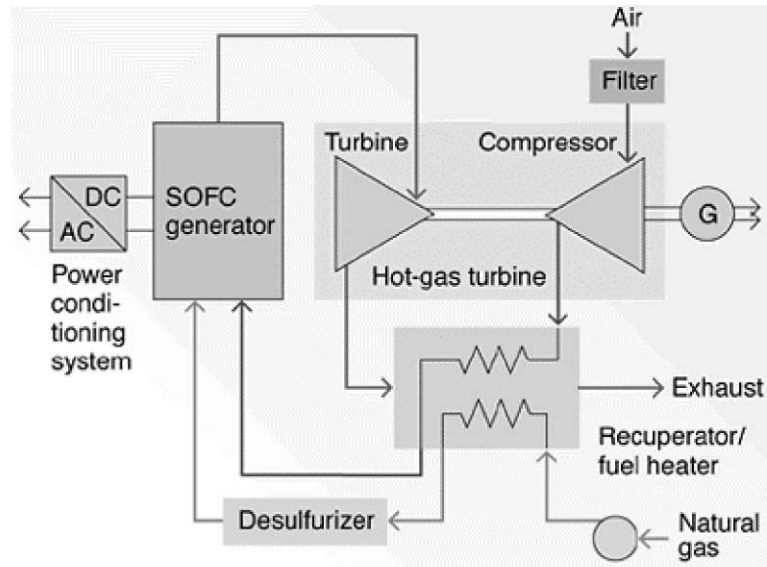 Air
Filter
Turbine
Compressor
SOFC
generator
DC
AC
G
Power
condi-
tioning
system
Hot-gas turbine
Exhaust
Recuperator/
fuel heater
Desulfurizer
Natural
gas